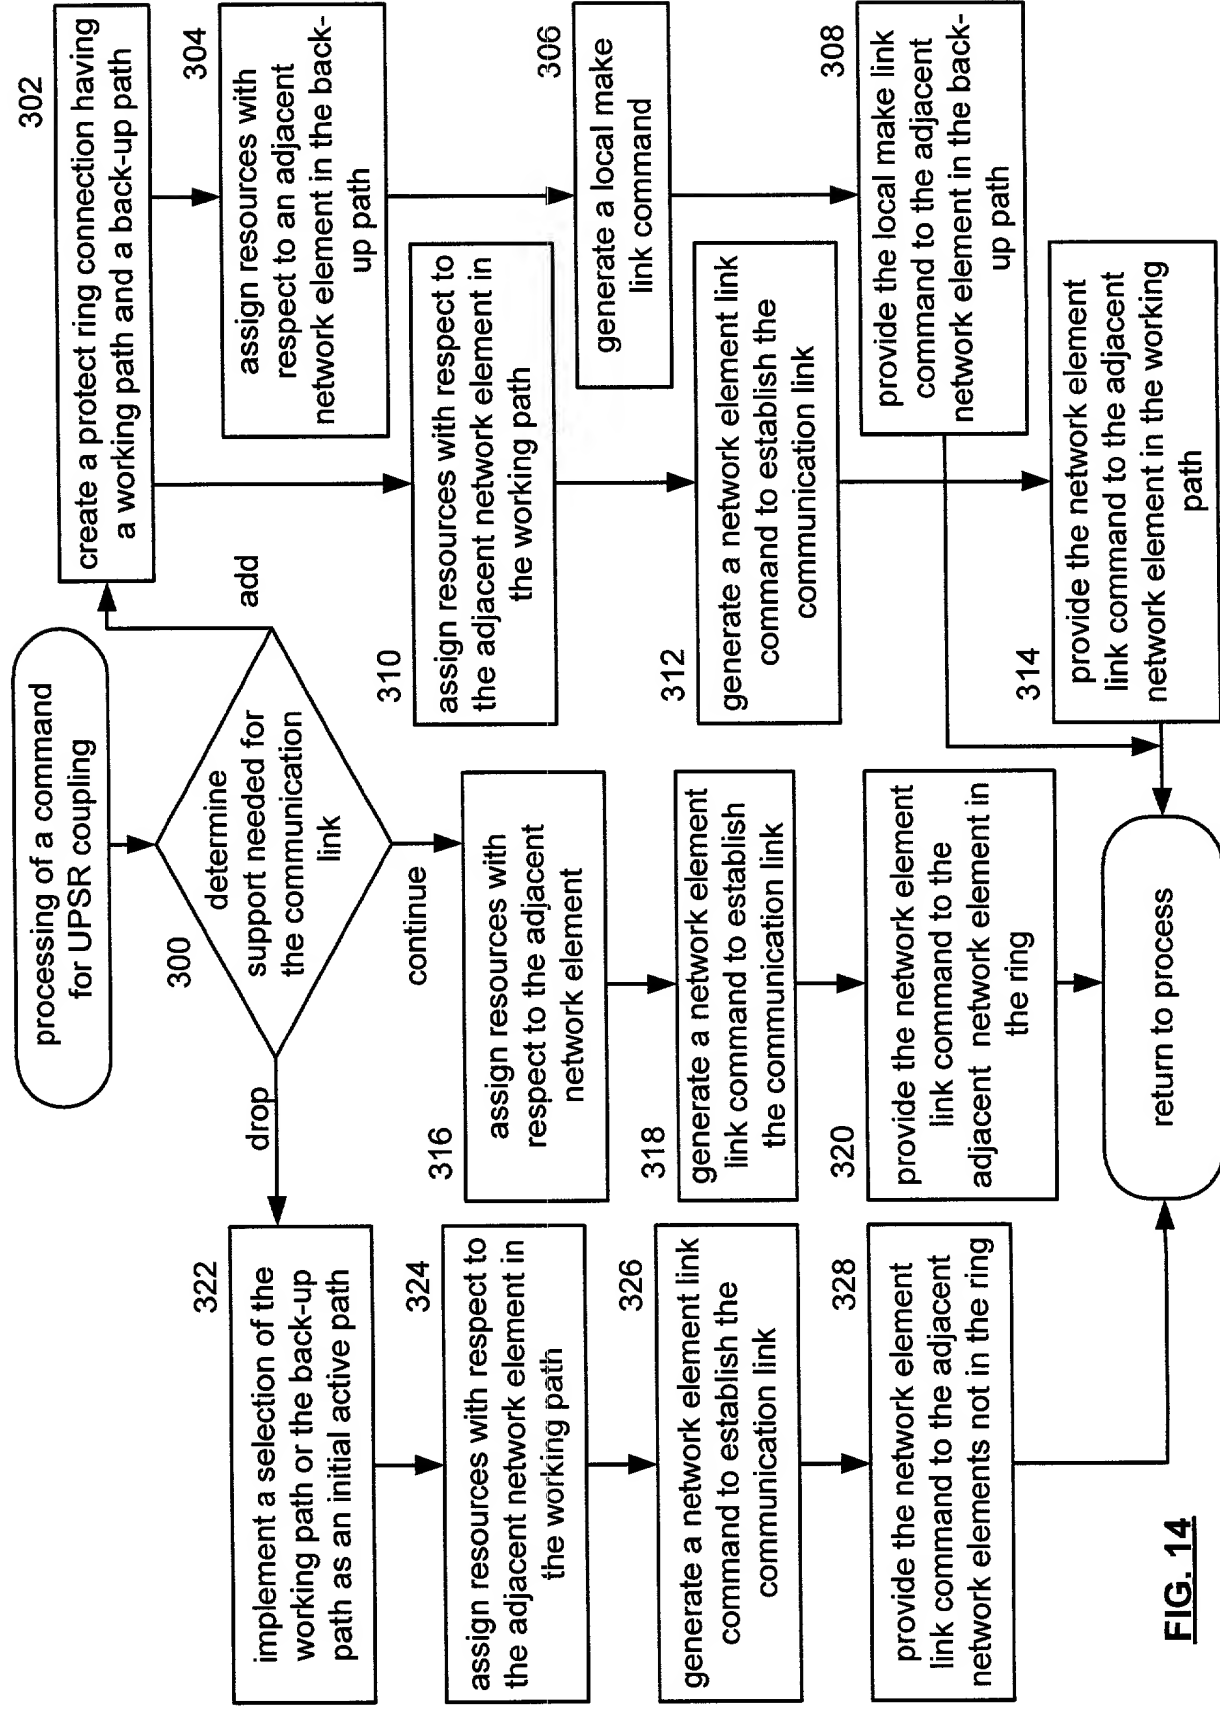 processing of a command
for UPSR coupling
300
determine
support needed for
the communication
link
add
drop
continue
302
create a protect ring connection having
a working path and a back-up path
304
assign resources with
respect to an adjacent
network element in the back-
up path
306
generate a local make
link command
308
provide the local make link
command to the adjacent
network element in the back-
up path
310
assign resources with respect to
the adjacent network element in
the working path
312
generate a network element link
command to establish the
communication link
314
provide the network element
link command to the adjacent
network element in the working
path
316
assign resources with
respect to the adjacent
network element
318
generate a network element
link command to establish
the communication link
320
provide the network element
link command to the
adjacent network element in
the ring
322
implement a selection of the
working path or the back-up
path as an initial active path
324
assign resources with respect to
the adjacent network element in
the working path
326
generate a network element link
command to establish the
communication link
328
provide the network element
link command to the adjacent
network elements not in the ring
return to process
FIG. 14